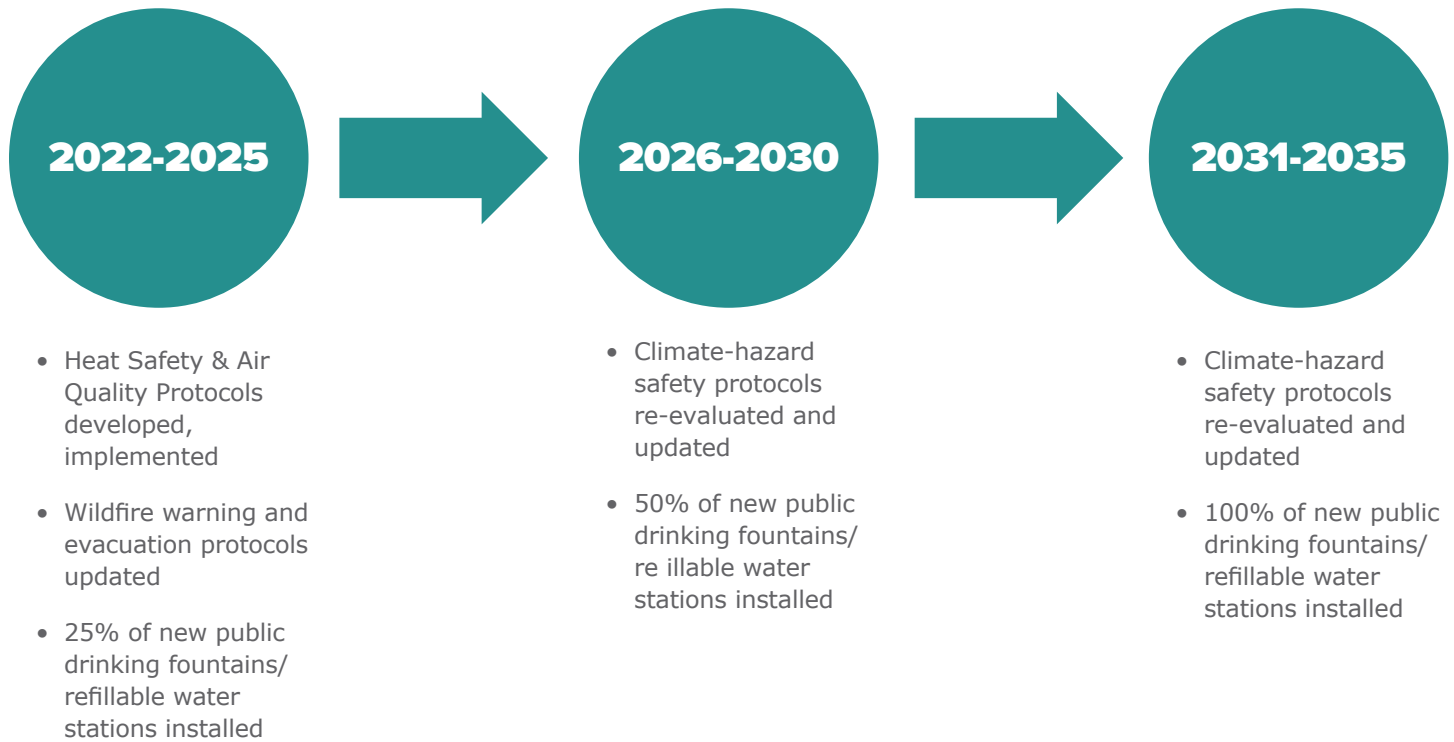 2022-2025
• Heat Safety & Air
Quality Protocols
developed,
implemented
• Wildfire warning and
evacuation protocols
updated
• 25% of new public
drinking fountains/
refillable water
stations installed
2026-2030
• Climate-hazard
safety protocols
re-evaluated and
updated
• 50% of new public
drinking fountains/
re illable water
stations installed
2031-2035
• Climate-hazard
safety protocols
re-evaluated and
updated
• 100% of new public
drinking fountains/
refillable water
stations installed